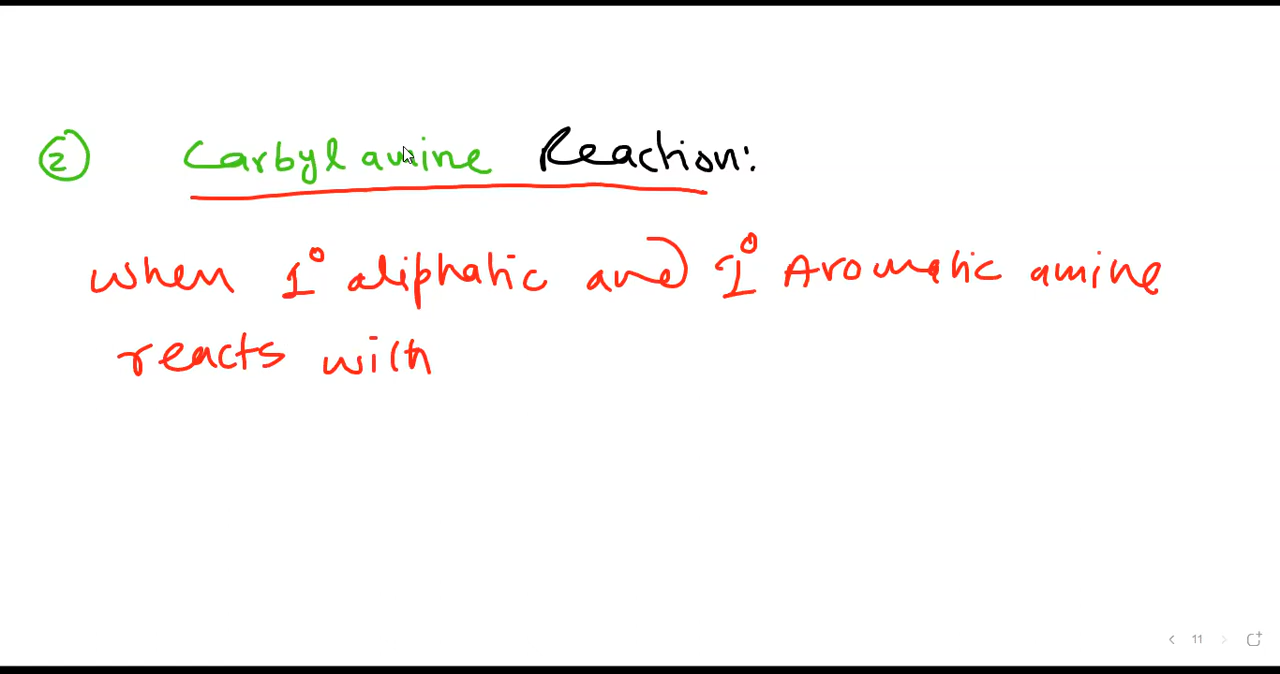 ② Carbylamine Reaction:
when 1° aliphatic and 1° Aromatic amine
reacts with
11